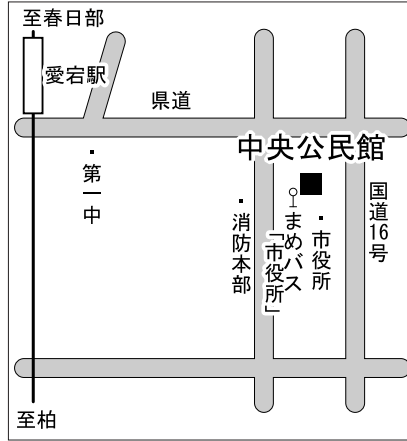 至春日部
愛宕駅
県道
中央公民館
・第一中
・消防本部
まめバス
「市役所」
・市役所
国道16号
至柏